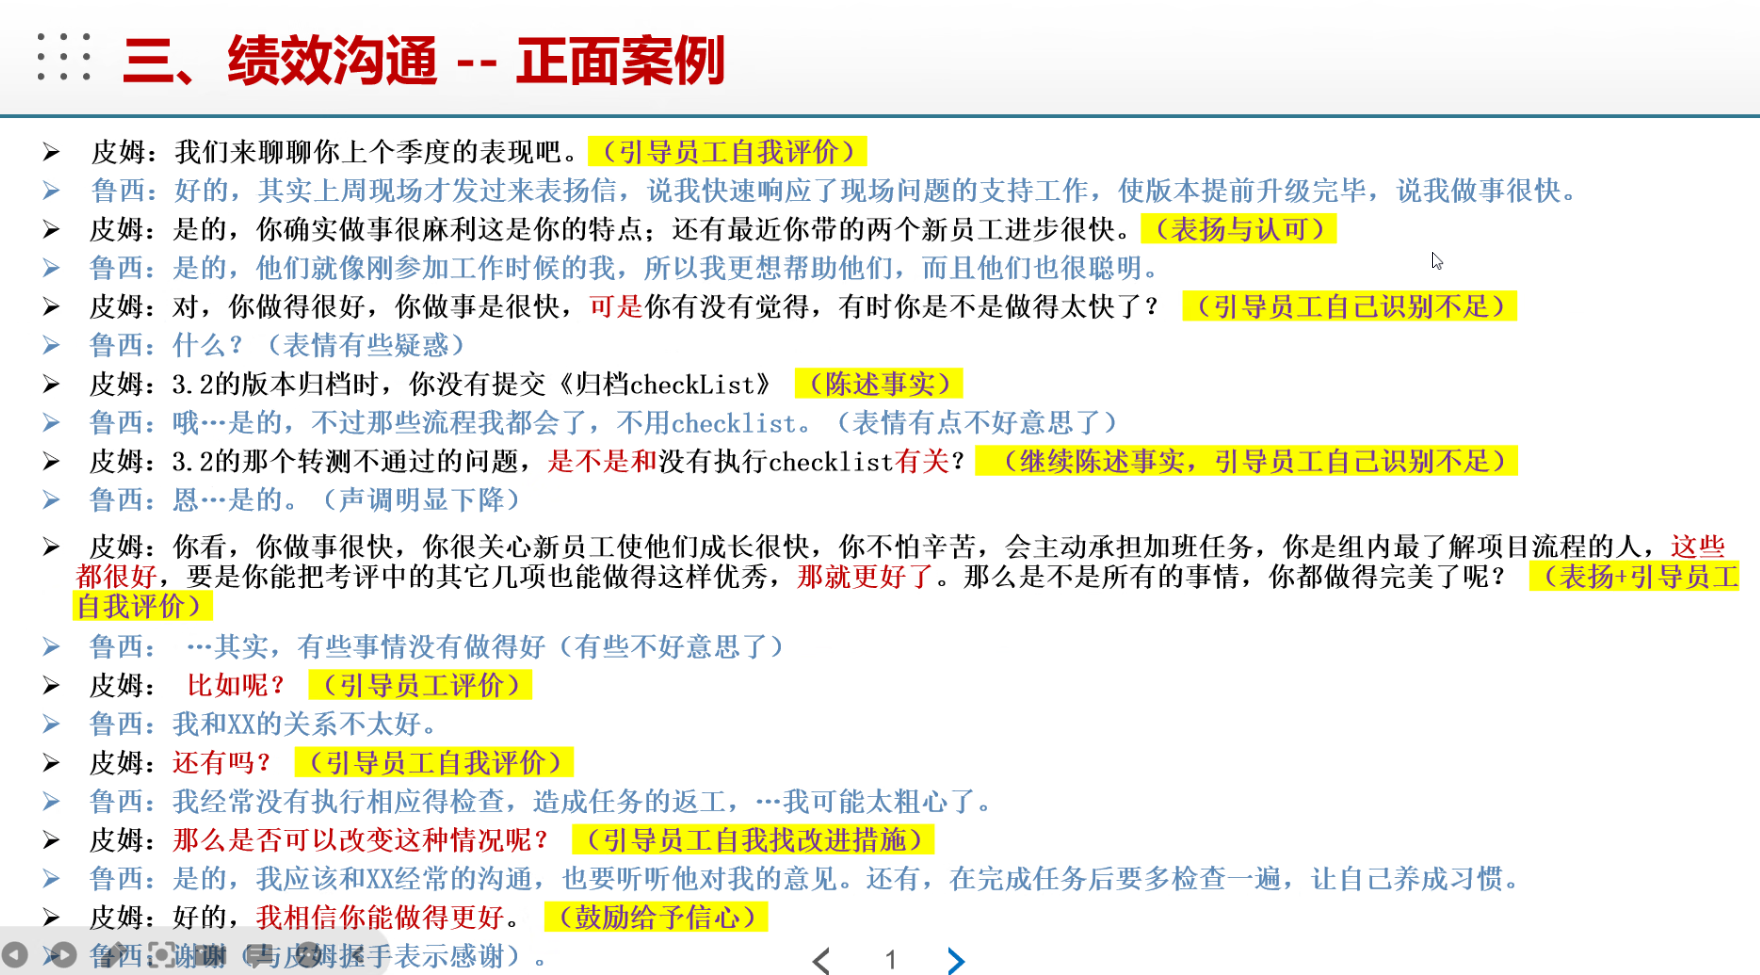 三、绩效沟通 -- 正面案例
皮姆：我们来聊聊你上个季度的表现吧。（引导员工自我评价）
鲁西：好的，其实上周现场才发过来表扬信，说我快速响应了现场问题的支持工作，使版本提前升级完毕，说我做事很快。
皮姆：是的，你确实做事很麻利这是你的特点；还有最近你带的两个新员工进步很快。（表扬与认可）
鲁西：是的，他们就像刚参加工作时候的我，所以我更想帮助他们，而且他们也很聪明。
皮姆：对，你做得很好，你做事是很快，可是你有没有觉得，有时你是不是做得太快了？（引导员工自己识别不足）
鲁西：什么？（表情有些疑惑）
皮姆：3.2的版本归档时，你没有提交《归档checkList》（陈述事实）
鲁西：哦…是的，不过那些流程我都会了，不用checklist。（表情有点不好意思了）
皮姆：3.2的那个转测不通过的问题，是不是和没有执行checklist有关？（继续陈述事实，引导员工自己识别不足）
鲁西：恩…是的。（声调明显下降）
皮姆：你看，你做事很快，你很关心新员工使他们成长很快，你不怕辛苦，会主动承担加班任务，你是组内最了解项目流程的人，这些
都很好，要是你能把考评中的其它几项也能做得这样优秀，那就更好了。那么是不是所有的事情，你都做得完美了呢？（表扬+引导员工
自我评价）
鲁西： …其实，有些事情没有做得好（有些不好意思了）
皮姆： 比如呢？（引导员工评价）
鲁西：我和XX的关系不太好。
皮姆：还有吗？（引导员工自我评价）
鲁西：我经常没有执行相应得检查，造成任务的返工，…我可能太粗心了。
皮姆：那么是否可以改变这种情况呢？（引导员工自我找改进措施）
鲁西：是的，我应该和XX经常的沟通，也要听听他对我的意见。还有，在完成任务后要多检查一遍，让自己养成习惯。
皮姆：好的，我相信你能做得更好。（鼓励给予信心）
鲁西：谢谢（与皮姆握手表示感谢）。
1